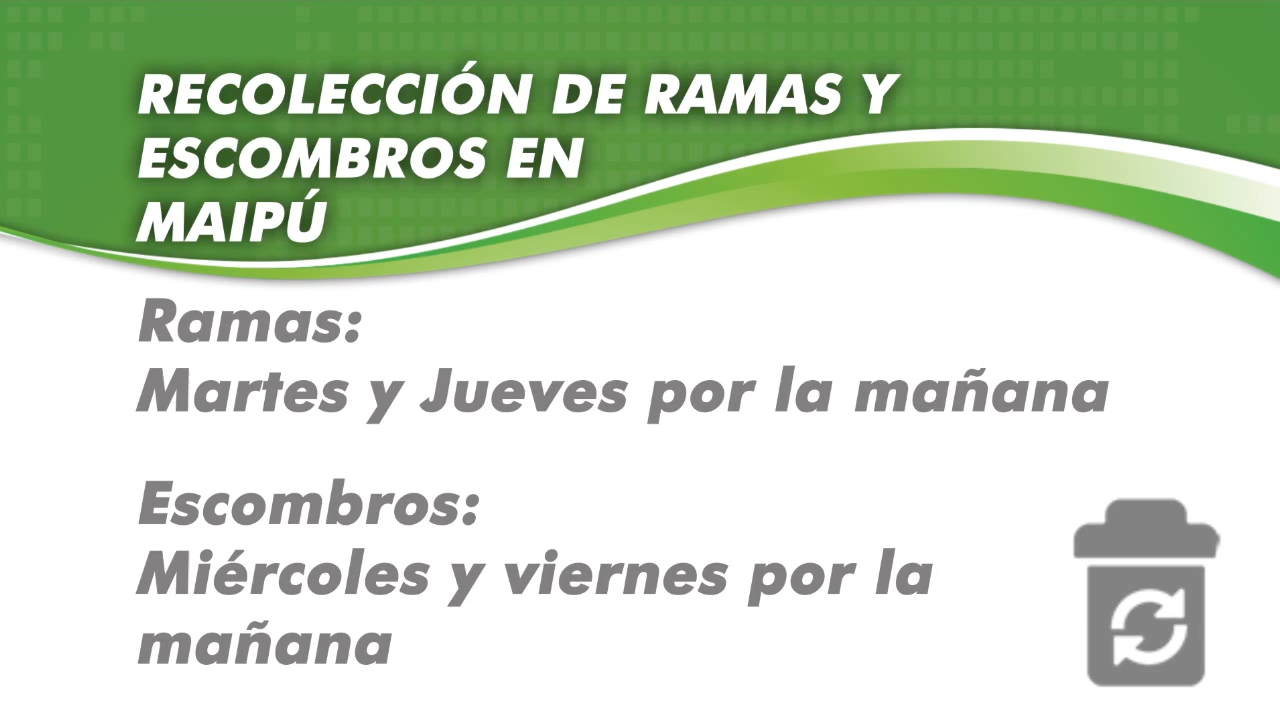 RECOLECCIÓN DE RAMAS Y
ESCOMBROS EN
MAIPÚ
Ramas:
Martes y Jueves por la mañana
Escombros:
Miércoles y viernes por la
mañana